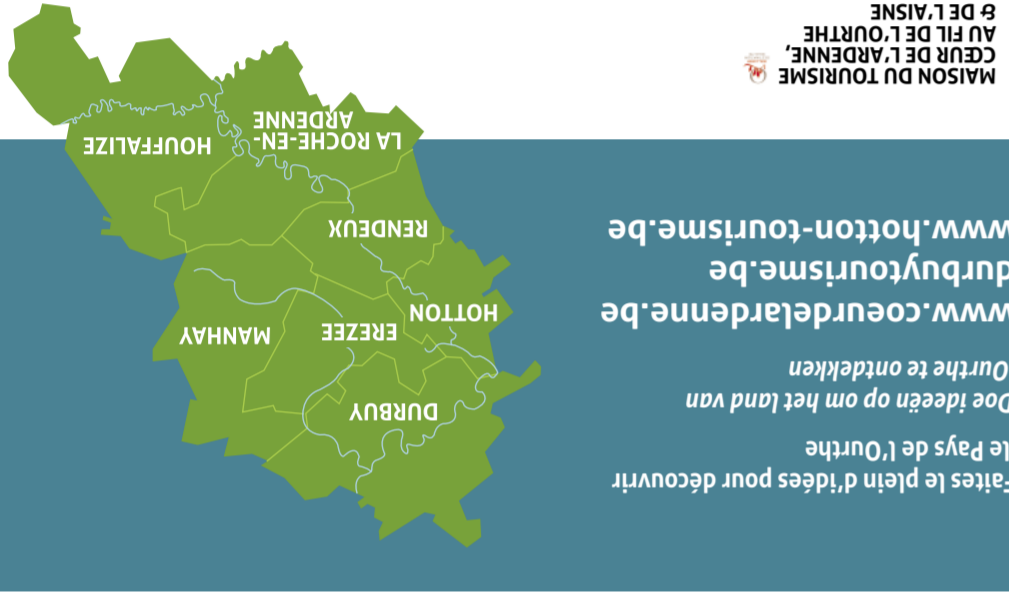 Faites le plein d'idées pour découvrir
le Pays de l'Ourthe
Doe ideeën op om het land van
Ourthe te ontdekken
www.coeurdelardenne.be
durbuytourisme.be
www.hotton-tourisme.be
MAISON DU TOURISME
CŒUR DE L'ARDENNE,
AU FIL DE L'OURTHE
& DE L'AISNE
DURBUY
HOTTON
EREZEE
MANHAY
RENDEUX
LA ROCHE-EN-
ARDENNE
HOUFFALIZE